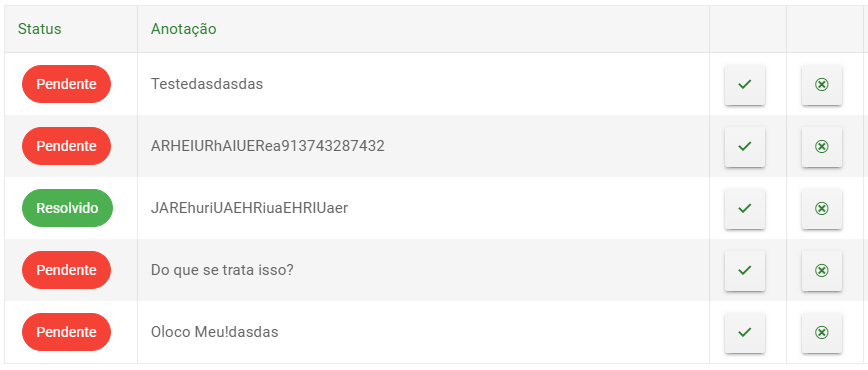 Status Anotação
Pendente Testedasdasdas
Pendente ARHEIURhAIUERea913743287432
Resolvido JAREhuriUAEHRiuaEHRIUaer
Pendente Do que se trata isso?
Pendente Oloco Meu!dasdas